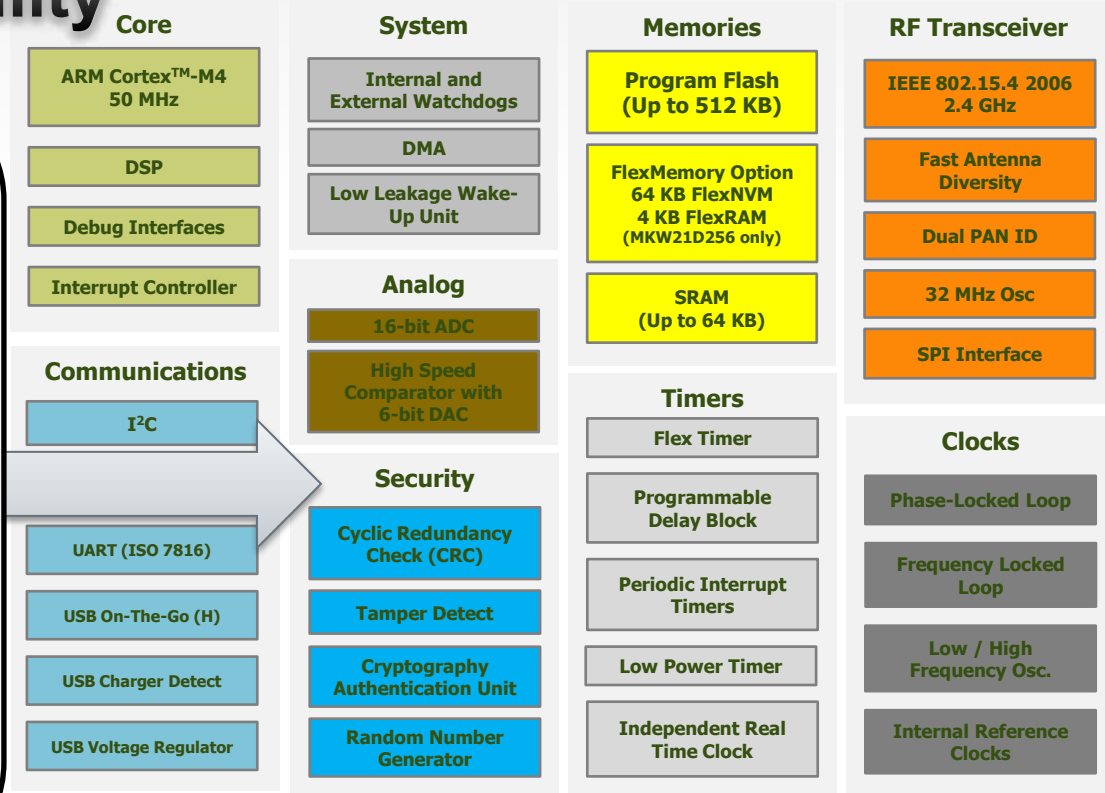 Core
ARM Cortex™-M4
50 MHz
DSP
Debug Interfaces
Interrupt Controller
Communications
I²C
UART (ISO 7816)
USB On-The-Go (H)
USB Charger Detect
USB Voltage Regulator
System
Internal and
External Watchdogs
DMA
Low Leakage Wake-
Up Unit
Analog
16-bit ADC
High Speed
Comparator with
6-bit DAC
Security
Cyclic Redundancy
Check (CRC)
Tamper Detect
Cryptography
Authentication Unit
Random Number
Generator
Memories
Program Flash
(Up to 512 KB)
FlexMemory Option
64 KB FlexNVM
4 KB FlexRAM
(MKW21D256 only)
SRAM
(Up to 64 KB)
Timers
Flex Timer
Programmable
Delay Block
Periodic Interrupt
Timers
Low Power Timer
Independent Real
Time Clock
RF Transceiver
IEEE 802.15.4 2006
2.4 GHz
Fast Antenna
Diversity
Dual PAN ID
32 MHz Osc
SPI Interface
Clocks
Phase-Locked Loop
Frequency Locked
Loop
Low / High
Frequency Osc.
Internal Reference
Clocks